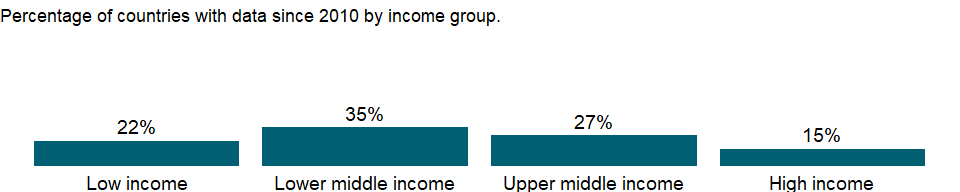 Percentage of countries with data since 2010 by income group.
35%
27%
22%
15%
Low income
Lower middle income
Upper middle income
High income